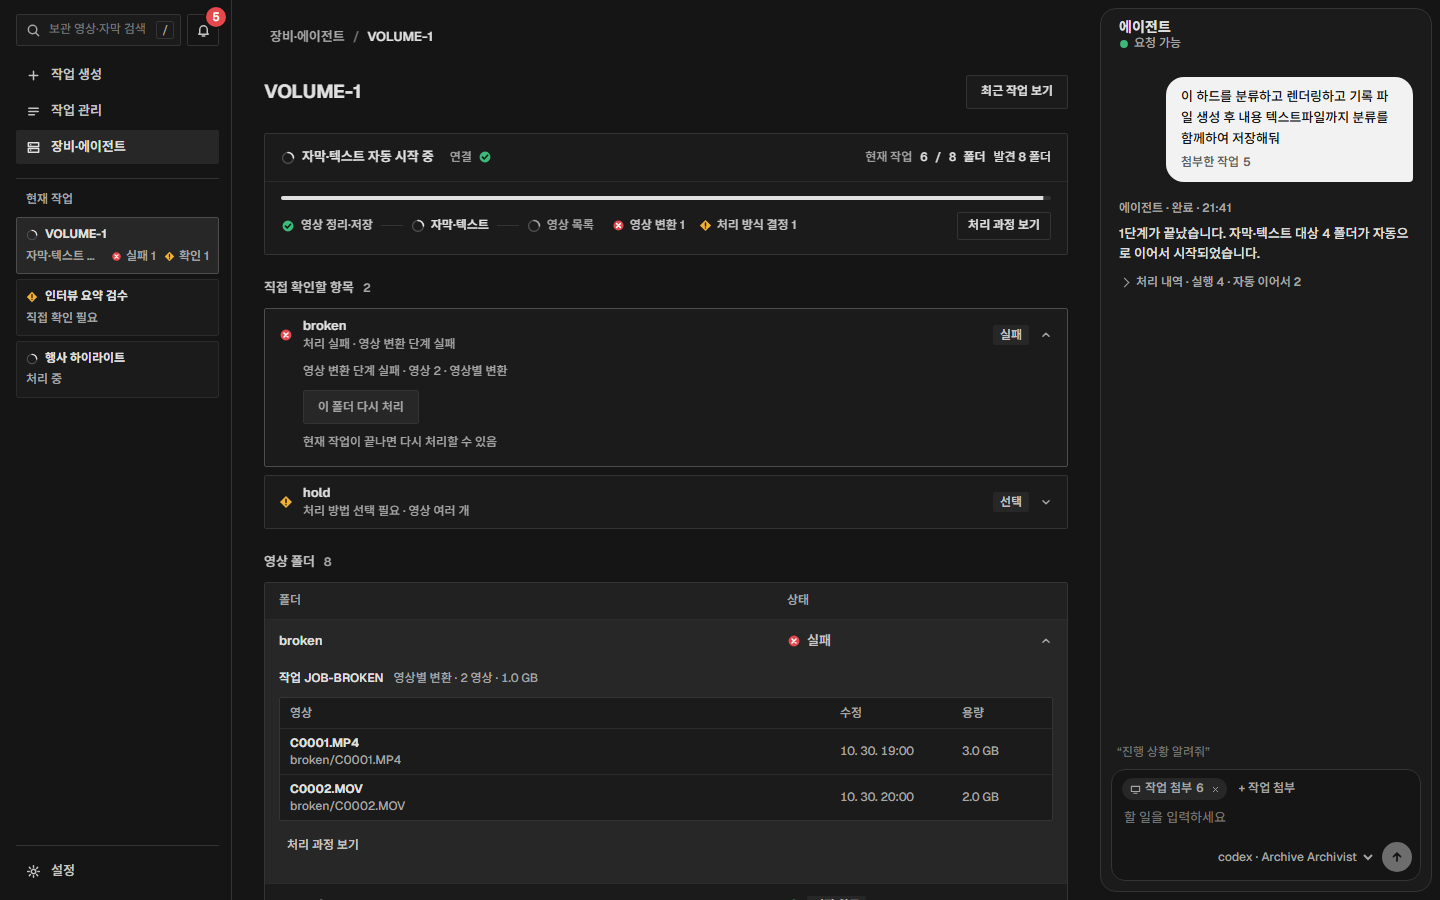 보관 영상·자막 검색 /
5
작업 생성
작업 관리
장비·에이전트
현재 작업
VOLUME-1
자막·텍스트 ... 실패 1 확인 1
인터뷰 요약 검수
직접 확인 필요
행사 하이라이트
처리 중
설정
장비·에이전트 / VOLUME-1
VOLUME-1
최근 작업 보기
자막·텍스트 자동 시작 중 연결
현재 작업 6 / 8 폴더 발견 8 폴더
영상 정리·저장 자막·텍스트 영상 목록 영상 변환 1 처리 방식 결정 1
처리 과정 보기
직접 확인할 항목 2
broken
처리 실패 · 영상 변환 단계 실패
실패
영상 변환 단계 실패 · 영상 2 · 영상별 변환
이 폴더 다시 처리
현재 작업이 끝나면 다시 처리할 수 있음
hold
처리 방법 선택 필요 · 영상 여러 개
선택
영상 폴더 8
폴더 상태
broken 실패
작업 JOB-BROKEN 영상별 변환 · 2 영상 · 1.0 GB
영상 수정 용량
C0001.MP4
broken/C0001.MP4
10. 30. 19:00 3.0 GB
C0002.MOV
broken/C0002.MOV
10. 30. 20:00 2.0 GB
처리 과정 보기
에이전트
요청 가능
이 하드를 분류하고 렌더링하고 기록 파
일 생성 후 내용 텍스트파일까지 분류를
함께하여 저장해둬
첨부한 작업 5
에이전트 · 완료 · 21:41
1단계가 끝났습니다. 자막·텍스트 대상 4 폴더가 자동으
로 이어서 시작되었습니다.
처리 내역 · 실행 4 · 자동 이어서 2
“진행 상황 알려줘”
작업 첨부 6 × + 작업 첨부
할 일을 입력하세요
codex · Archive Archivist